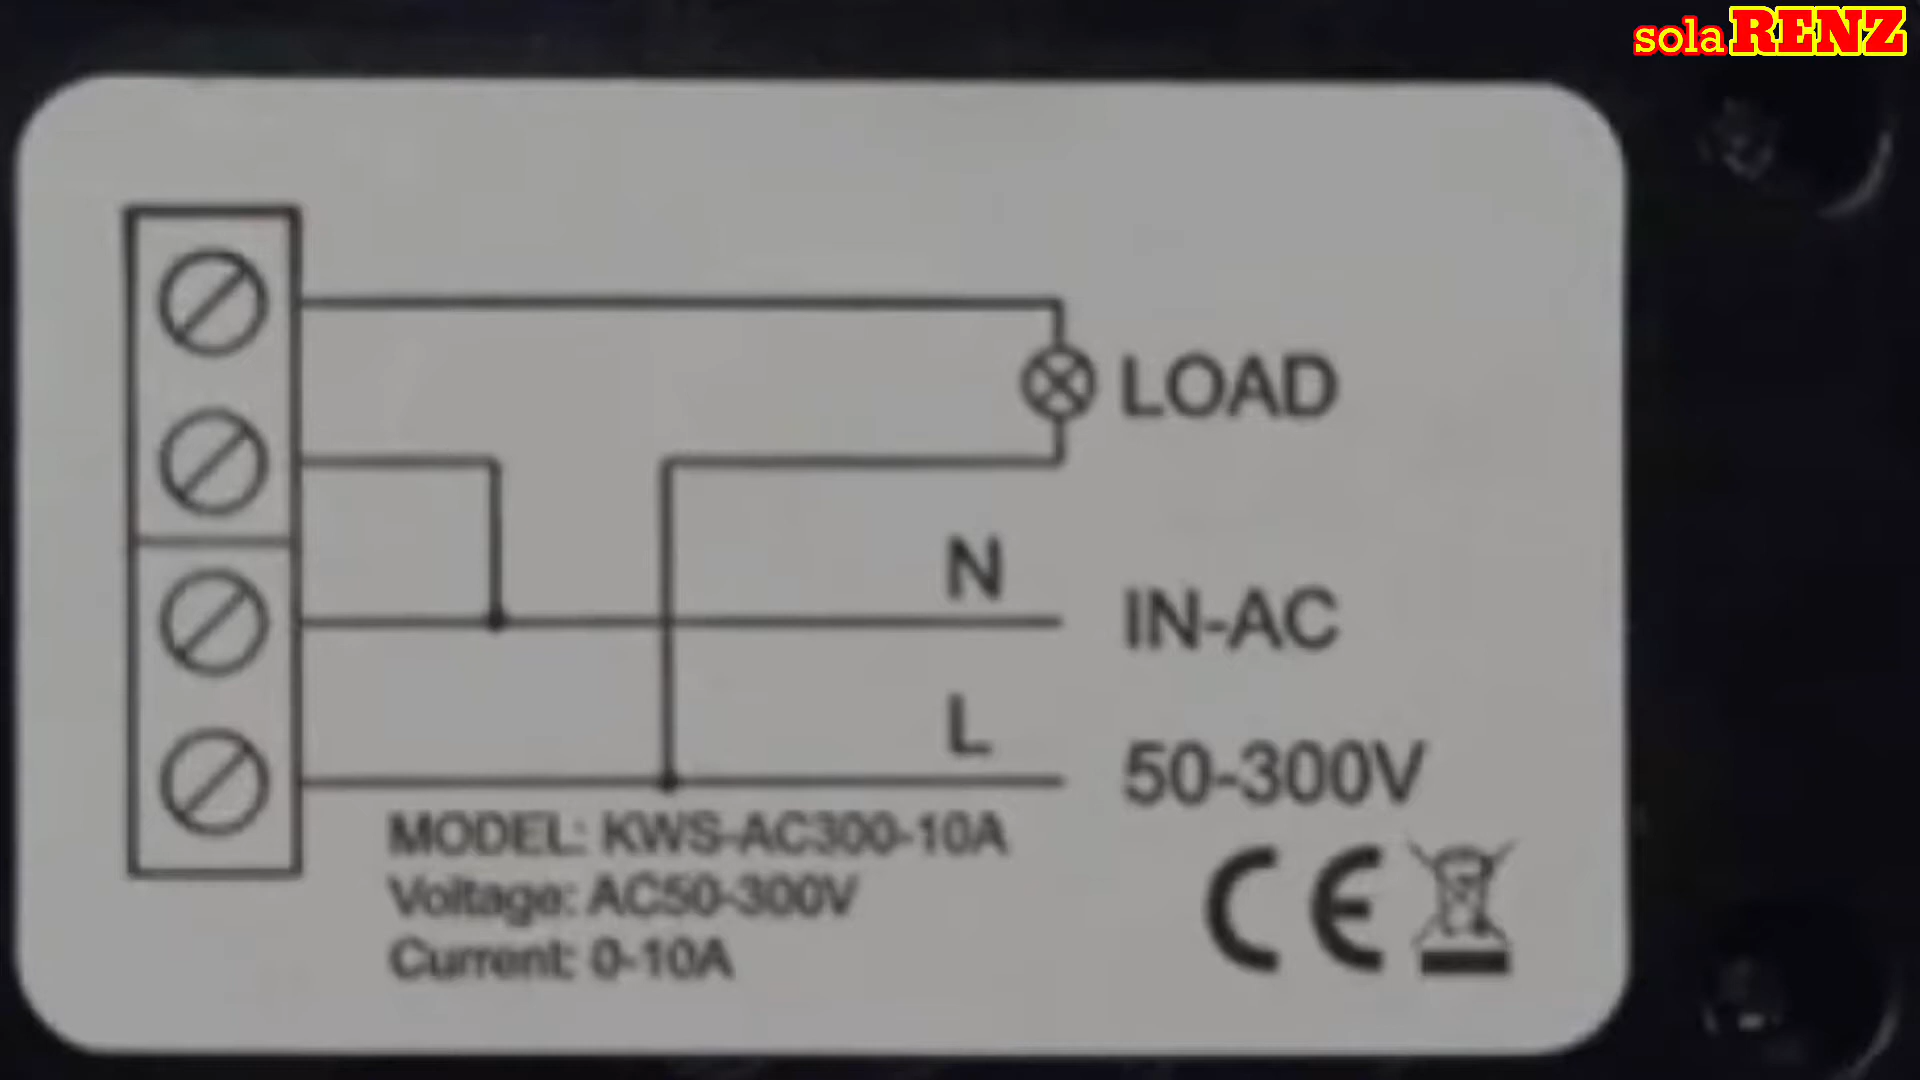 solaRENZ
LOAD
N
IN-AC
L
50-300V
MODEL: KWS-AC300-10A
Voltage: AC50-300V
Current: 0-10A
CE